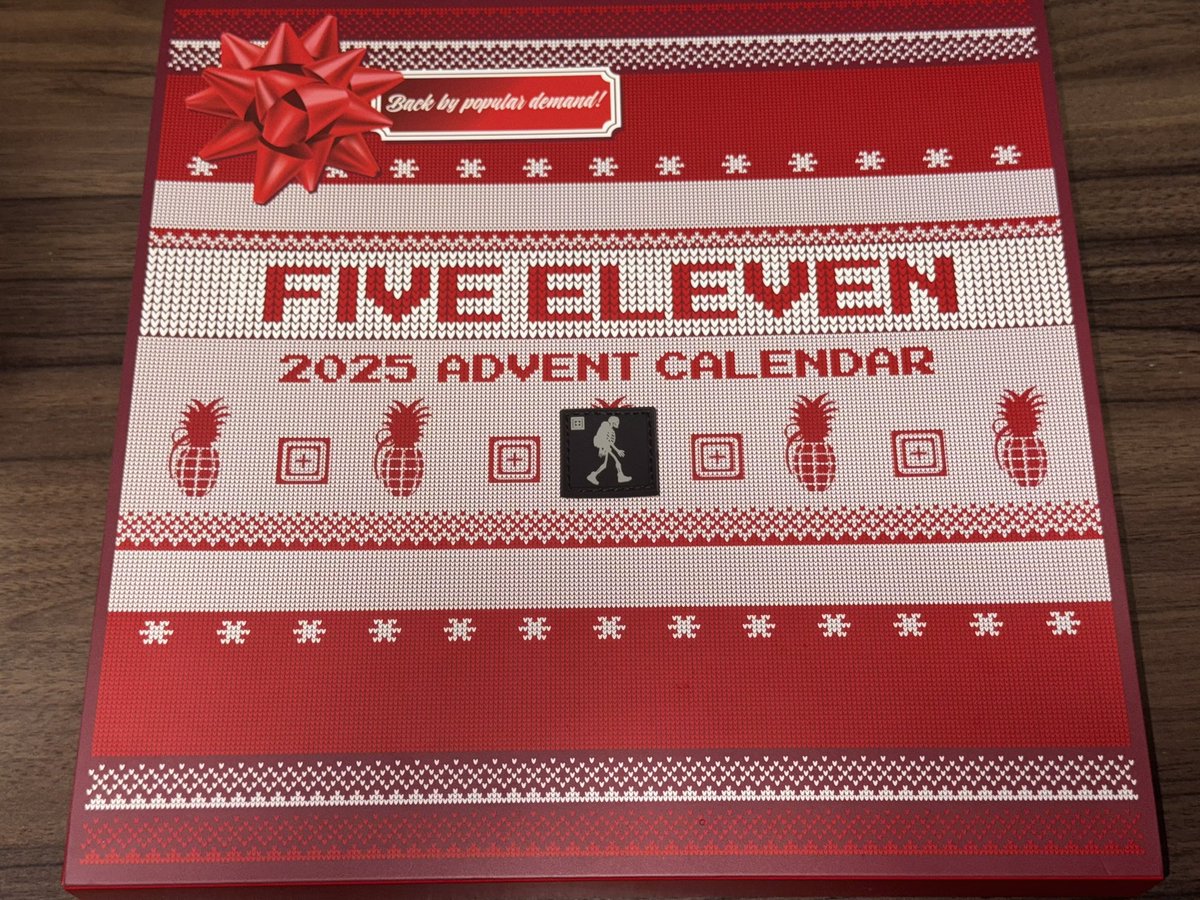 Back by popular demand!
FIVE ELEVEN
2025 ADVENT CALENDAR